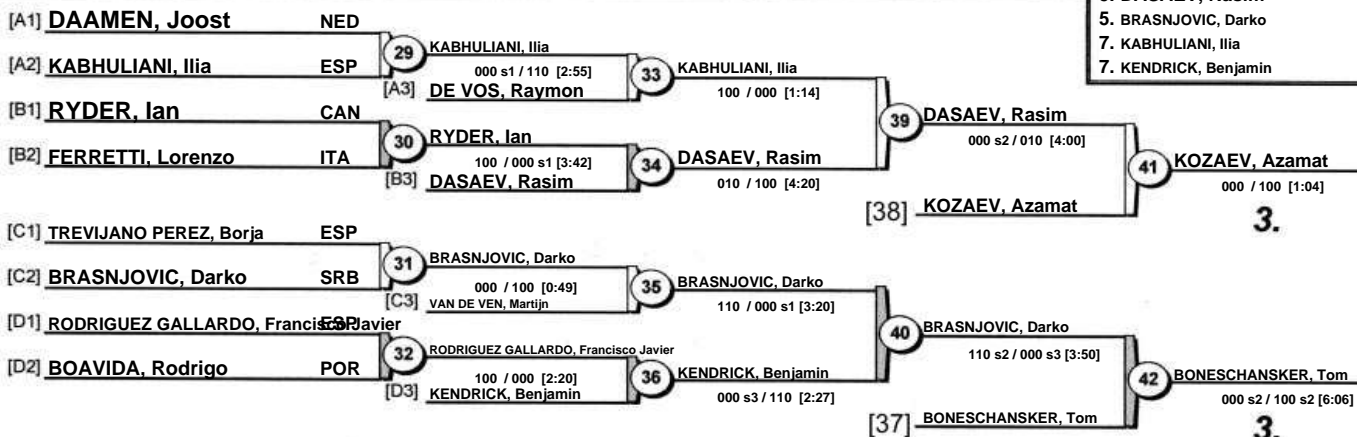 [A1] DAAMEN, Joost NED
[A2] KABHULIANI, Ilia ESP
29
KABHULIANI, Ilia
000 s1 / 110 [2:55]
[A3] DE VOS, Raymon
33
KABHULIANI, Ilia
100 / 000 [1:14]
[B1] RYDER, Ian CAN
[B2] FERRETTI, Lorenzo ITA
30
RYDER, Ian
100 / 000 s1 [3:42]
[B3] DASAEV, Rasim
34
DASAEV, Rasim
010 / 100 [4:20]
39
DASAEV, Rasim
000 s2 / 010 [4:00]
[38] KOZAEV, Azamat
41
KOZAEV, Azamat
000 / 100 [1:04]
3.
[C1] TREVIJANO PEREZ, Borja ESP
[C2] BRASNJOVIC, Darko SRB
31
BRASNJOVIC, Darko
000 / 100 [0:49]
[C3] VAN DE VEN, Martijn
35
BRASNJOVIC, Darko
110 / 000 s1 [3:20]
[D1] RODRIGUEZ GALLARDO, Francisco Javier ESP
[D2] BOAVIDA, Rodrigo POR
32
RODRIGUEZ GALLARDO, Francisco Javier
100 / 000 [2:20]
[D3] KENDRICK, Benjamin
36
KENDRICK, Benjamin
000 s3 / 110 [2:27]
40
BRASNJOVIC, Darko
110 s2 / 000 s3 [3:50]
[37] BONESCHANSKER, Tom
42
BONESCHANSKER, Tom
000 s2 / 100 s2 [6:06]
3.
5. BRASNJOVIC, Darko
7. KABHULIANI, Ilia
7. KENDRICK, Benjamin